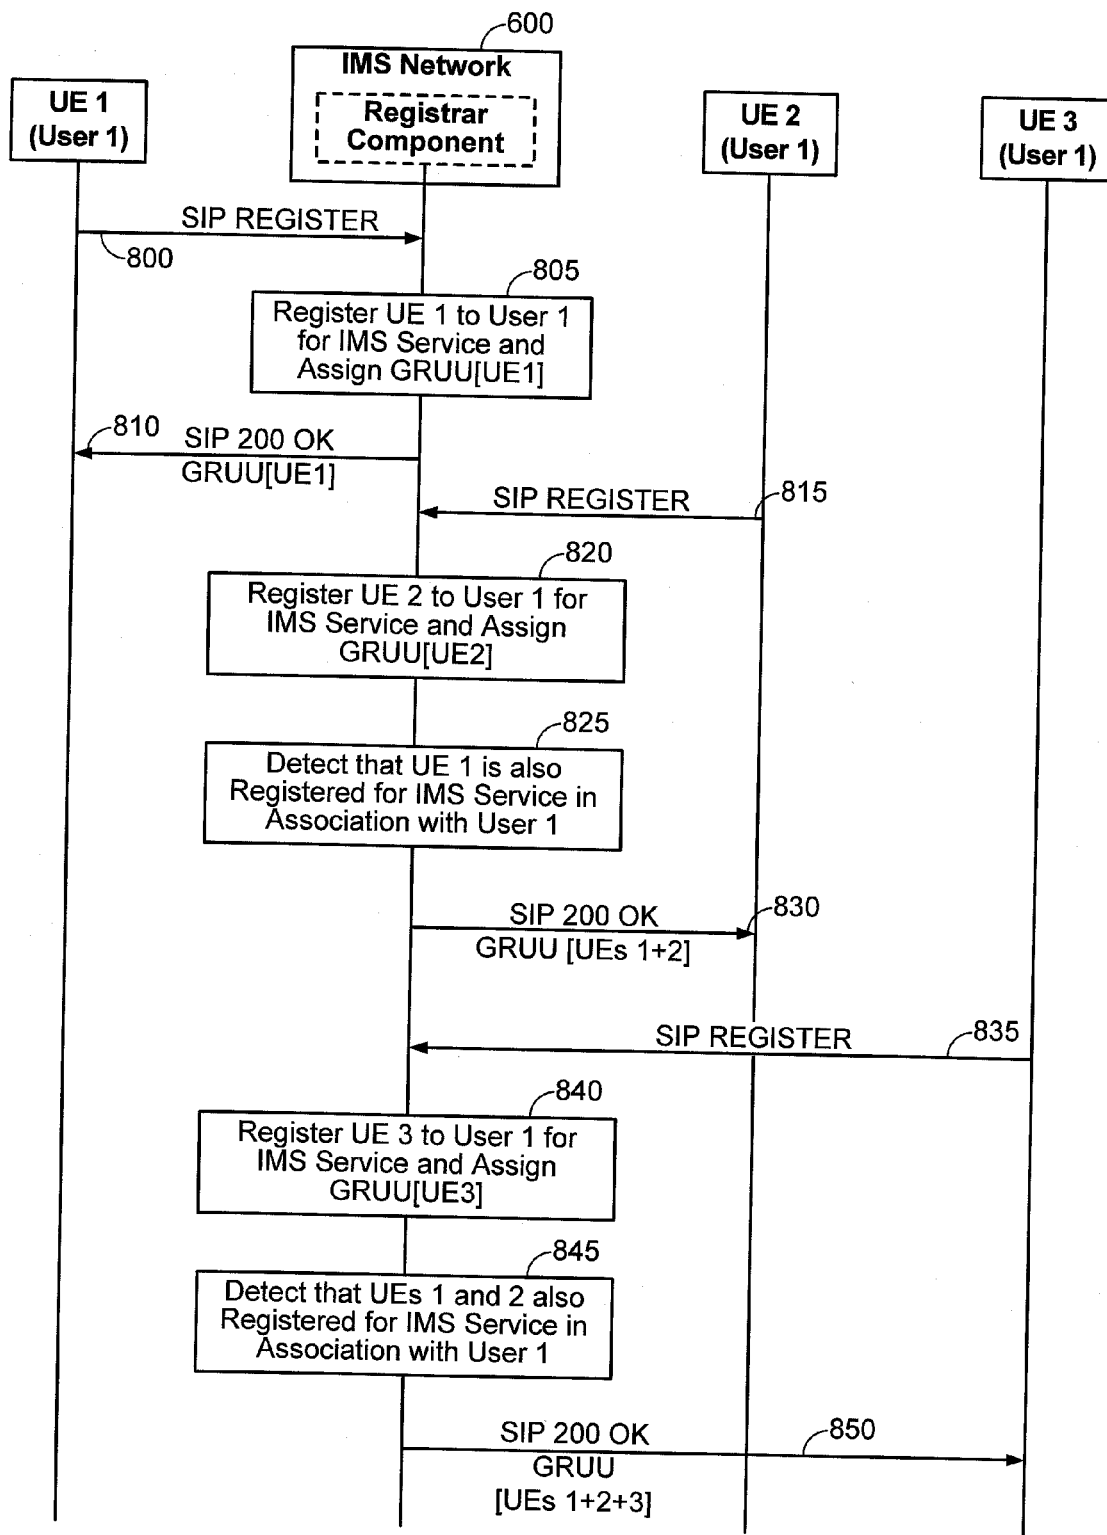 600
IMS Network
Registrar
Component
UE 1
(User 1)
UE 2
(User 1)
UE 3
(User 1)
SIP REGISTER
800
805
Register UE 1 to User 1
for IMS Service and
Assign GRUU[UE1]
810
SIP 200 OK
GRUU[UE1]
SIP REGISTER
815
820
Register UE 2 to User 1 for
IMS Service and Assign
GRUU[UE2]
825
Detect that UE 1 is also
Registered for IMS Service in
Association with User 1
SIP 200 OK
830
GRUU [UEs 1+2]
SIP REGISTER
835
840
Register UE 3 to User 1 for
IMS Service and Assign
GRUU[UE3]
845
Detect that UEs 1 and 2 also
Registered for IMS Service in
Association with User 1
SIP 200 OK
850
GRUU
[UEs 1+2+3]